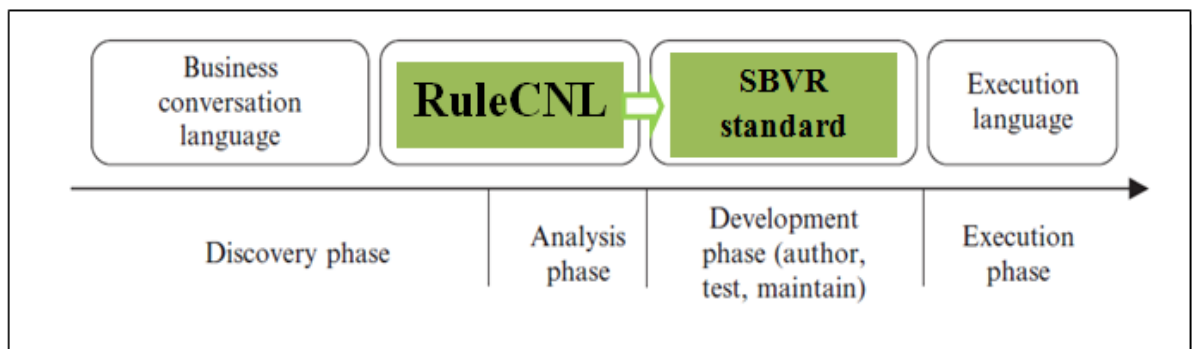 Business
conversation
language
RuleCNL
SBVR
standard
Execution
language
Discovery phase
Analysis
phase
Development
phase (author,
test, maintain)
Execution
phase